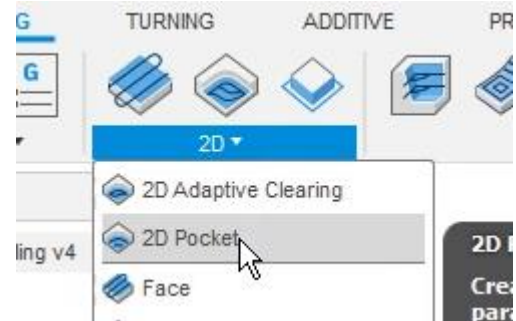 G TURNING ADDITIVE PR
G
2D
2D Adaptive Clearing
2D Pocket
ling v4
2D
Face
Crea
para